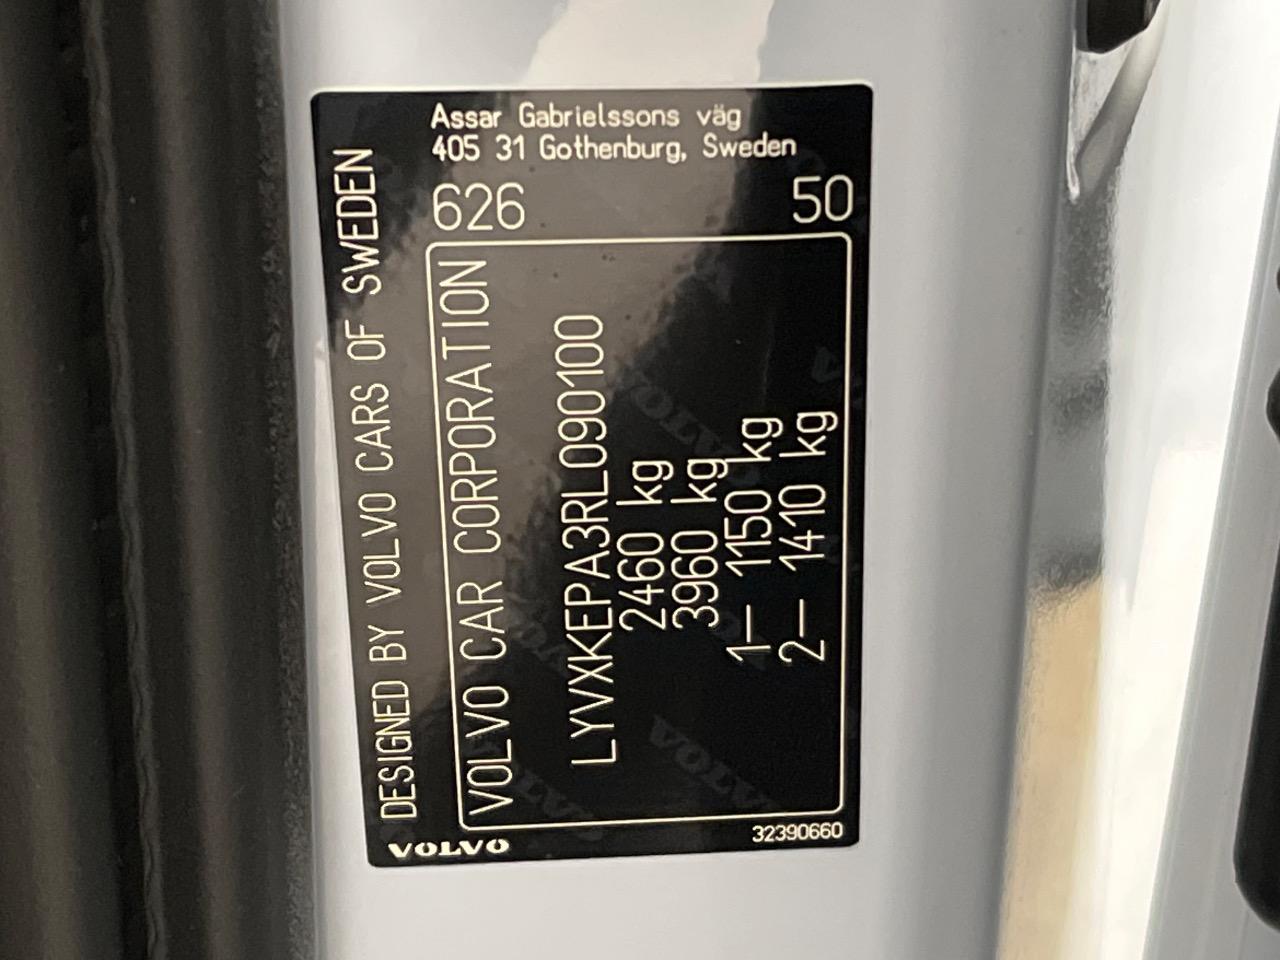 Assar Gabrielssons väg
405 31 Gothenburg, Sweden
626
50
DESIGNED BY VOLVO CARS OF SWEDEN
VOLVO CAR CORPORATION
LYVXKEPA3RL090100
2460 kg
3960 kg
1– 1150 kg
2– 1410 kg
VOLVO
32390660